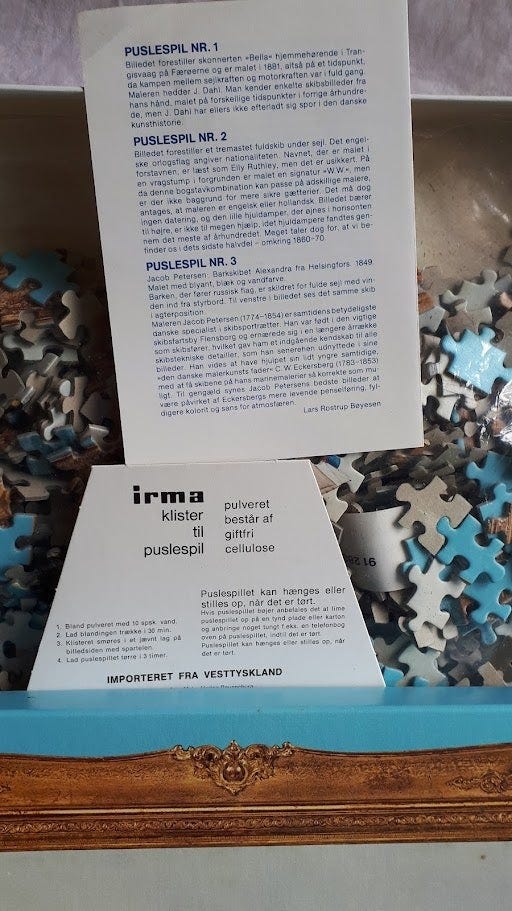 PUSLESPIL NR. 1
Billedet forestiller skonnerten »Bella« hjemmehørende i Tran-
gisvaag på Færøerne og er malet i 1881, altså på et tidspunkt,
da kampen mellem sejlkraften og motorkraften var i fuld gang.
Maleren hedder J. Dahl. Man kender enkelte skibsbilleder fra
hans hånd, malet på forskellige tidspunkter i forrige århundre-
de, men J. Dahl har ellers ikke efterladt sig spor i den danske
kunsthistorie.
PUSLESPIL NR. 2
Billedet forestiller et tremastet fuldskib under sejl. Det engel-
ske orlogsflag angiver nationaliteten. Navnet, der er malet i
forstavnen, er læst som Elly Ruthley, men det er usikkert. På
en vragstump i forgrunden er malet en signatur »W.W.«, men
da denne bogstavkombination kan passe på adskillige malere,
er der ikke baggrund for mere sikre gætterier. Det må dog
antages, at maleren er engelsk eller hollandsk. Billedet bærer
ingen datering, og den lille hjuldamper, der øjnes i horisonten
til højre, er ikke til megen hjælp, idet hjuldampere fandtes gen-
nem det meste af århundredet. Meget taler dog for, at vi be-
finder os i dets sidste halvdel – omkring 1860-70.
PUSLESPIL NR. 3
Jacob Petersen: Barkskibet Alexandra fra Helsingfors. 1849.
Malet med blyant, blæk og vandfarve.
Barken, der fører russisk flag, er skildret for fulde sejl med vin-
den ind fra styrbord. Til venstre i billedet ses det samme skib
i agterposition.
Maleren Jacob Petersen (1774–1854) er samtidens betydeligste
danske specialist i skibsportrætter. Han var født i den vigtige
skibsfartsby Flensborg og ernærede sig i en længere årrække
som skibsfører, hvilket gav ham et indgående kendskab til alle
skibstekniske detailler, som han senerehen udnyttede i sine
billeder. Han vides at have hjulpet sin lidt yngre samtidige,
»den danske malerkunsts fader« C. W. Eckersberg (1783–1853)
med at få skibene på hans marinemalerier så korrekte som mu-
ligt. Til gengæld synes Jacob Petersens bedste billeder at
være påvirket af Eckersbergs mere levende penselføring, fyl-
digere kolorit og sans for atmosfæren.
Lars Rostrup Bøyesen
irma
klister
til
puslespil
pulveret
består af
giftfri
cellulose
1. Bland pulveret med 10 spsk. vand.
2. Lad blandingen trække i 30 min.
3. Klisteret smøres i et jævnt lag på
billedsiden med spartelen.
4. Lad puslespillet tørre i 3 timer.
Puslespillet kan hænges eller
stilles op, når det er tørt.
Hvis puslespillet bøjer anbefales det at lime
puslespillet op på en tynd plade eller karton
og anbringe noget tungt f.eks. en telefonbog
oven på puslespillet, indtil det er tørt.
Puslespillet kan hænges eller stilles op, når
det er tørt.
IMPORTERET FRA VESTTYSKLAND